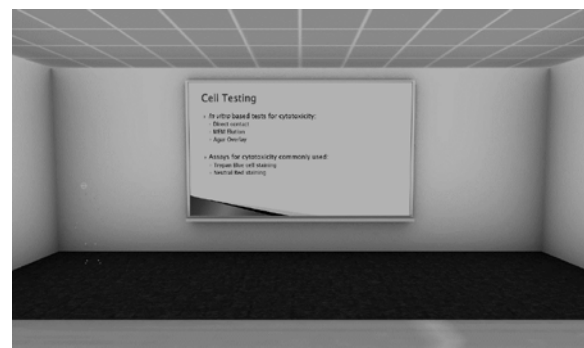 Cell Testing
In vitro based tests for cytotoxicity:
Direct contact
MEM Elution
Agar Overlay
Assays for cytotoxicity commonly used:
Trypan Blue cell staining
Neutral Red staining